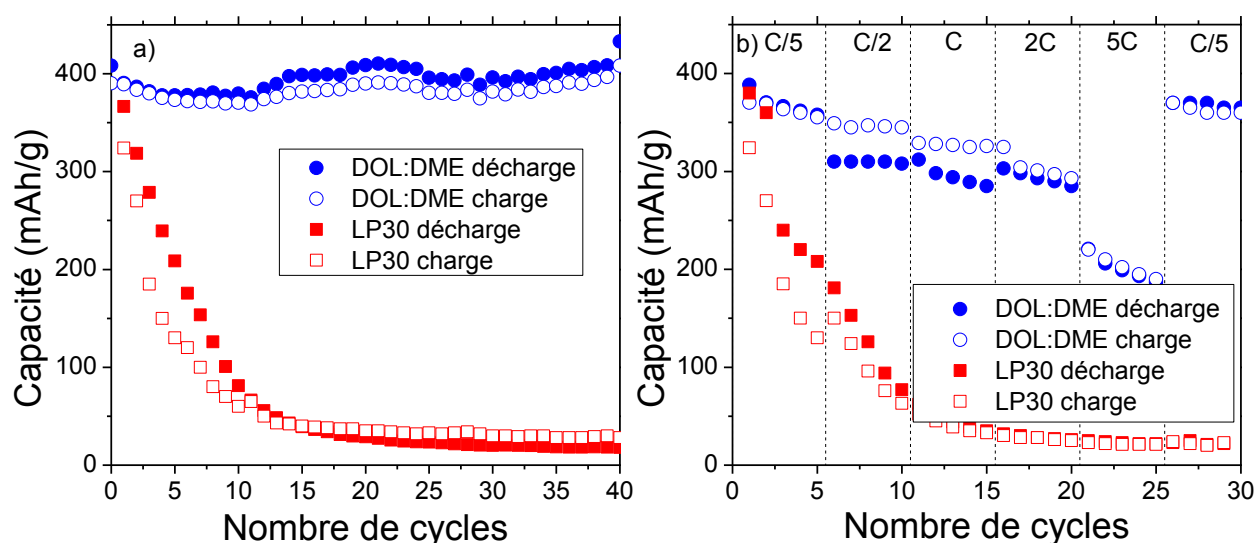 a)
400
300
200
100
0
Capacité (mAh/g)
DOL:DME décharge
DOL:DME charge
LP30 décharge
LP30 charge
0 5 10 15 20 25 30 35 40
Nombre de cycles
b)
C/5 C/2 C 2C 5C C/5
400
300
200
100
0
Capacité (mAh/g)
DOL:DME décharge
DOL:DME charge
LP30 décharge
LP30 charge
0 5 10 15 20 25 30
Nombre de cycles